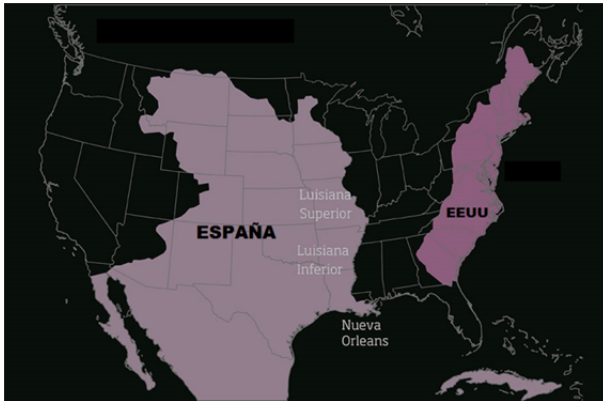 Luisiana
Superior
ESPAÑA
EEUU
Luisiana
Inferior
Nueva
Orleans